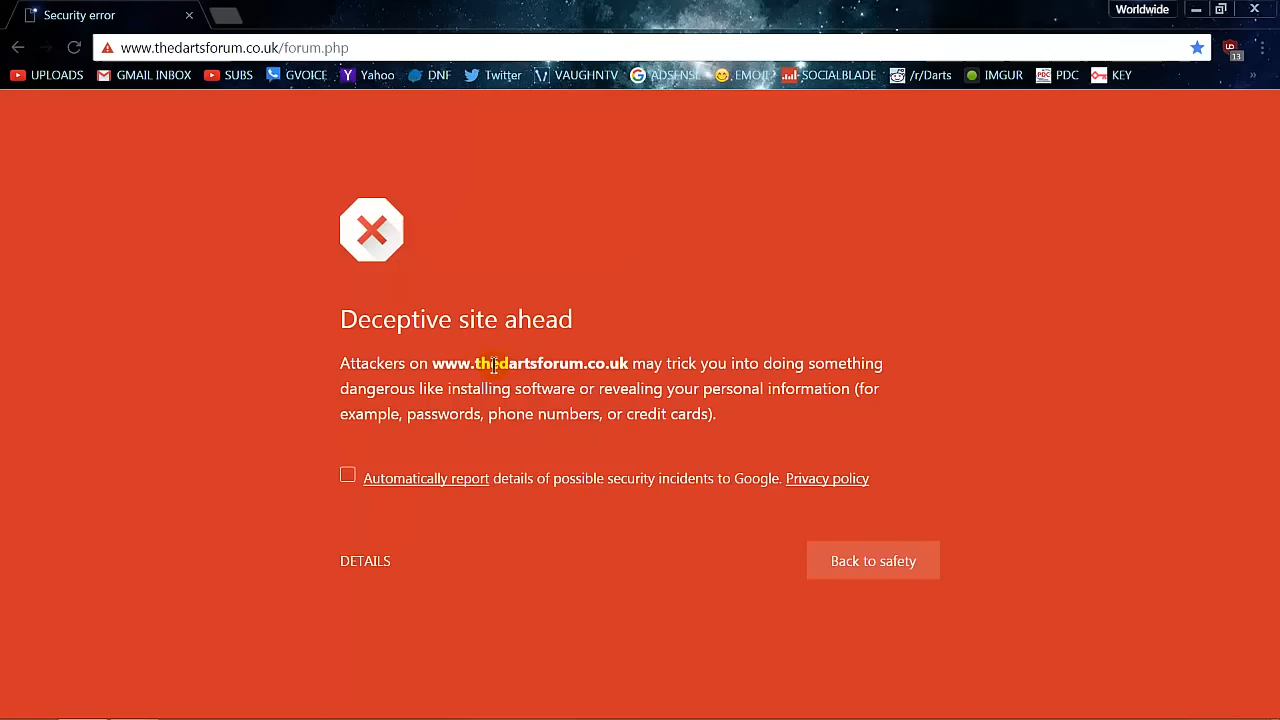 Security error
Worldwide
www.thedartsforum.co.uk/forum.php
13
UPLOADS GMAIL INBOX SUBS GVOICE Yahoo DNF Twitter VAUGHNTV ADSENSE EMOJI SOCIALBLADE /r/Darts IMGUR PDC KEY »
Deceptive site ahead
Attackers on www.thedartsforum.co.uk may trick you into doing something
dangerous like installing software or revealing your personal information (for
example, passwords, phone numbers, or credit cards).
Automatically report details of possible security incidents to Google. Privacy policy
DETAILS
Back to safety